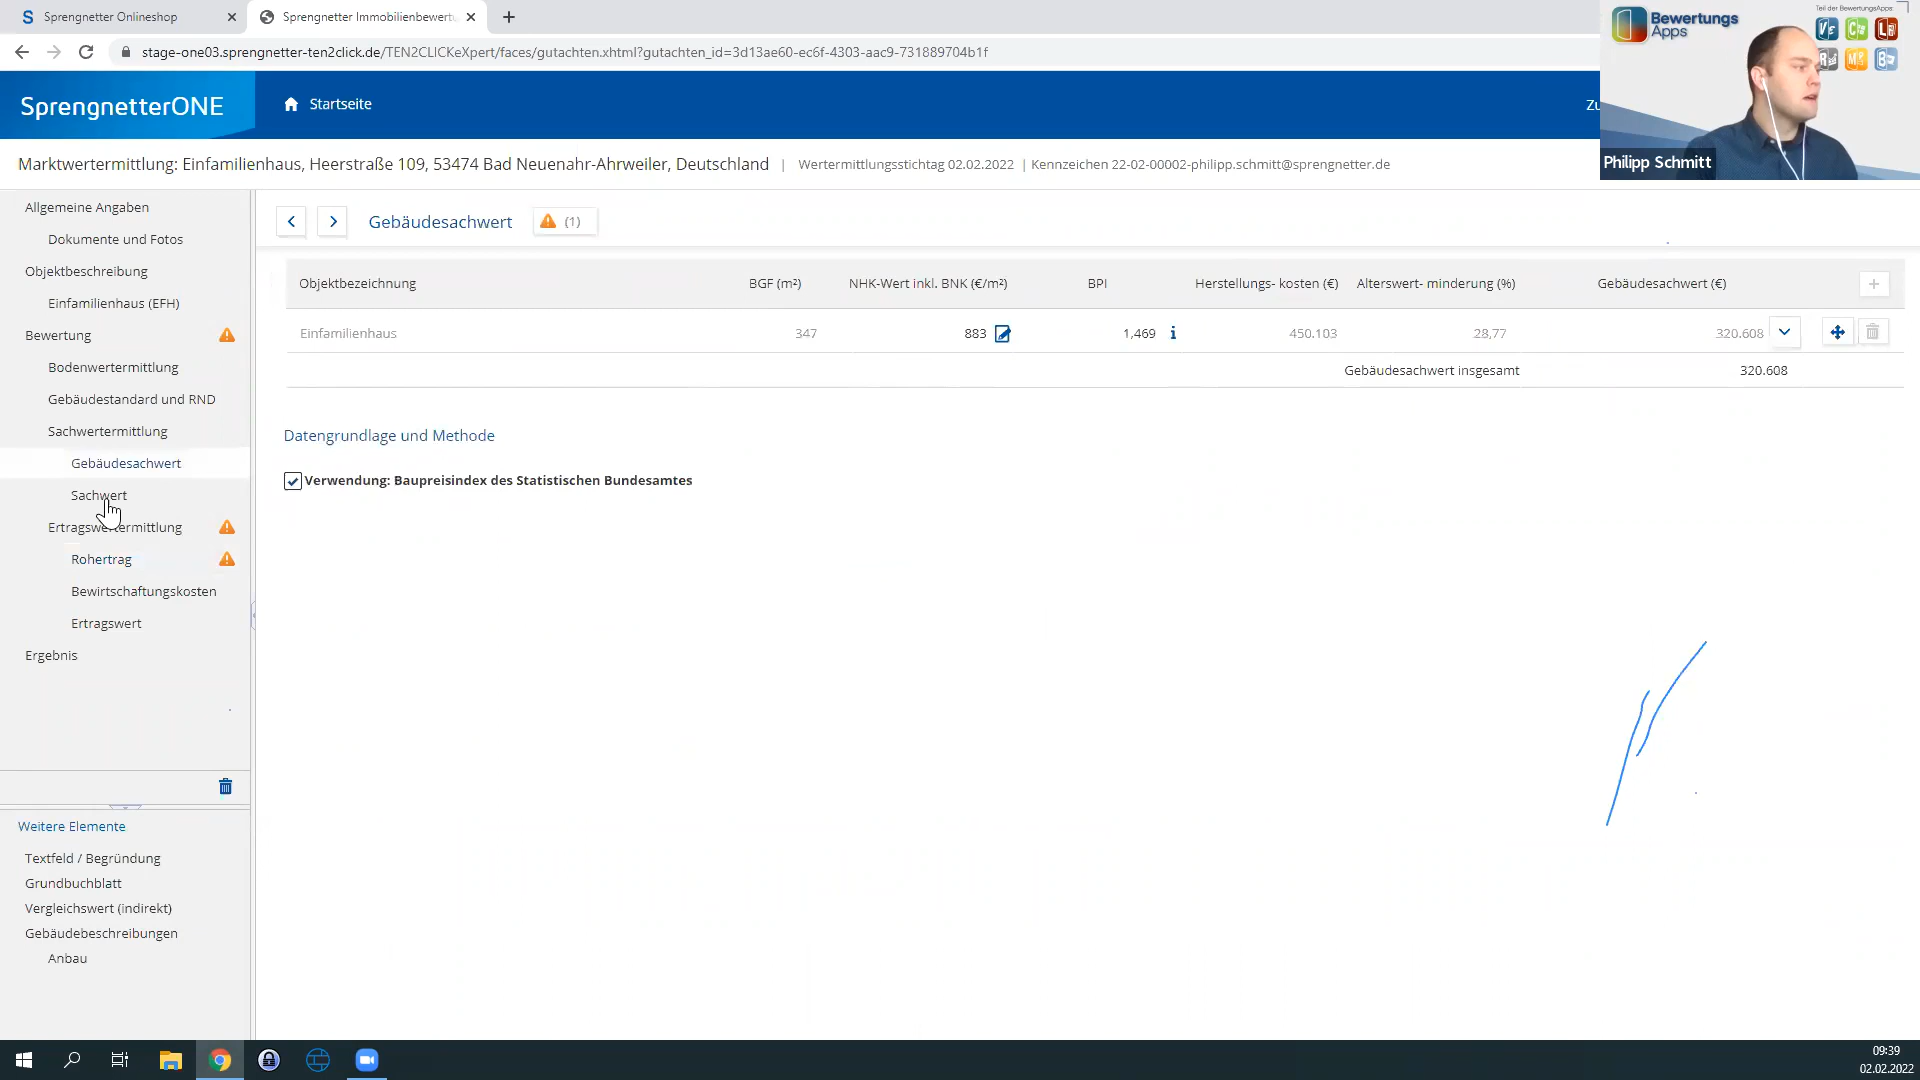 Sprengnetter Onlineshop
Sprengnetter Immobilienbewert
stage-one03.sprengnetter-ten2click.de/TEN2CLICKeXpert/faces/gutachten.xhtml?gutachten_id=3d13ae60-ec6f-4303-aac9-731889704b1f
Bewertungs
Apps
Teil der BewertungsApps:
SprengnetterONE
Startseite
Philipp Schmitt
Marktwertermittlung: Einfamilienhaus, Heerstraße 109, 53474 Bad Neuenahr-Ahrweiler, Deutschland | Wertermittlungsstichtag 02.02.2022 | Kennzeichen 22-02-00002-philipp.schmitt@sprengnetter.de
Allgemeine Angaben
Dokumente und Fotos
Objektbeschreibung
Einfamilienhaus (EFH)
Bewertung
Bodenwertermittlung
Gebäudestandard und RND
Sachwertermittlung
Gebäudesachwert
Sachwert
Ertragswertermittlung
Rohertrag
Bewirtschaftungskosten
Ertragswert
Ergebnis
Weitere Elemente
Textfeld / Begründung
Grundbuchblatt
Vergleichswert (indirekt)
Gebäudebeschreibungen
Anbau
Gebäudesachwert (1)
Objektbezeichnung BGF (m²) NHK-Wert inkl. BNK (€/m²) BPI Herstellungs- kosten (€) Alterswert- minderung (%) Gebäudesachwert (€)
Einfamilienhaus 347 883 1,469 450.103 28,77 320.608
Gebäudesachwert insgesamt 320.608
Datengrundlage und Methode
Verwendung: Baupreisindex des Statistischen Bundesamtes
09:39
02.02.2022